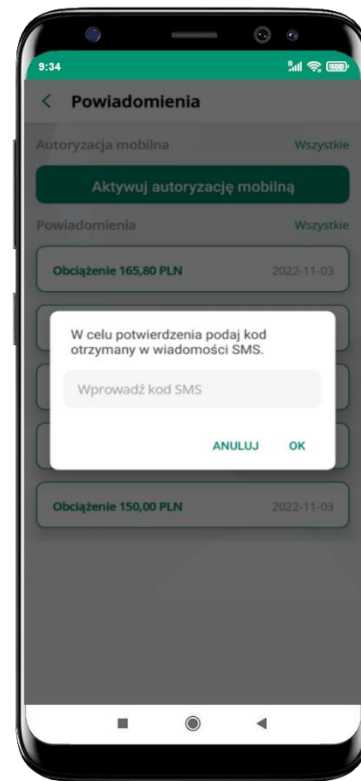 9:34
Powiadomienia
Autoryzacja mobilna Wszystkie
Aktywuj autoryzację mobilną
Powiadomienia Wszystkie
Obciążenie 165,80 PLN 2022-11-03
W celu potwierdzenia podaj kod
otrzymany w wiadomości SMS.
Wprowadź kod SMS
ANULUJ OK
Obciążenie 150,00 PLN 2022-11-03